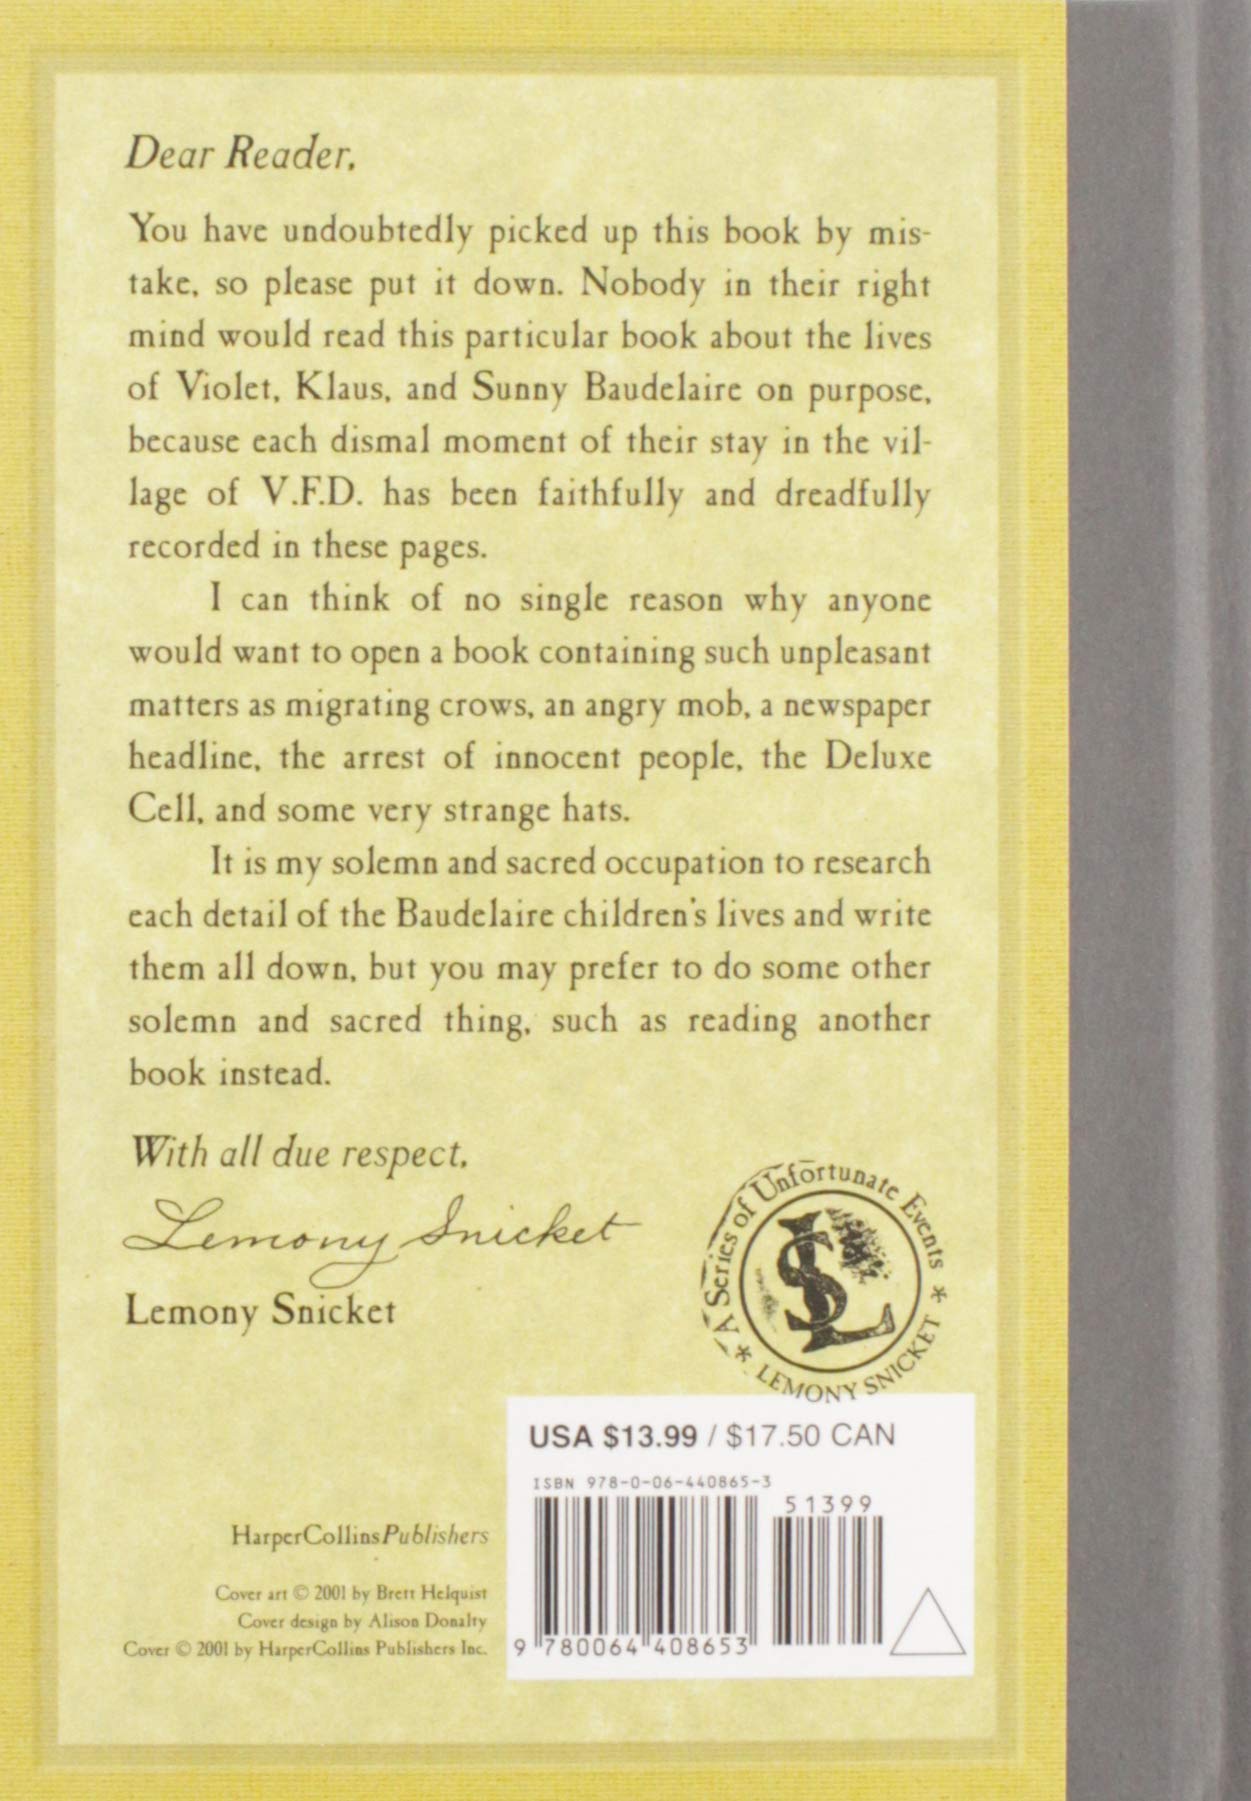 Dear Reader,
You have undoubtedly picked up this book by mis-
take, so please put it down. Nobody in their right
mind would read this particular book about the lives
of Violet, Klaus, and Sunny Baudelaire on purpose,
because each dismal moment of their stay in the vil-
lage of V.F.D. has been faithfully and dreadfully
recorded in these pages.
I can think of no single reason why anyone
would want to open a book containing such unpleasant
matters as migrating crows, an angry mob, a newspaper
headline, the arrest of innocent people, the Deluxe
Cell, and some very strange hats.
It is my solemn and sacred occupation to research
each detail of the Baudelaire children's lives and write
them all down, but you may prefer to do some other
solemn and sacred thing, such as reading another
book instead.
With all due respect,
Lemony Snicket
Lemony Snicket
* A Series of Unfortunate Events *
LS
LEMONY SNICKET
USA $13.99 / $17.50 CAN
ISBN 978-0-06-440865-3
51399
9 780064 408653
HarperCollinsPublishers
Cover art © 2001 by Brett Helquist
Cover design by Alison Donalty
Cover © 2001 by HarperCollins Publishers Inc.